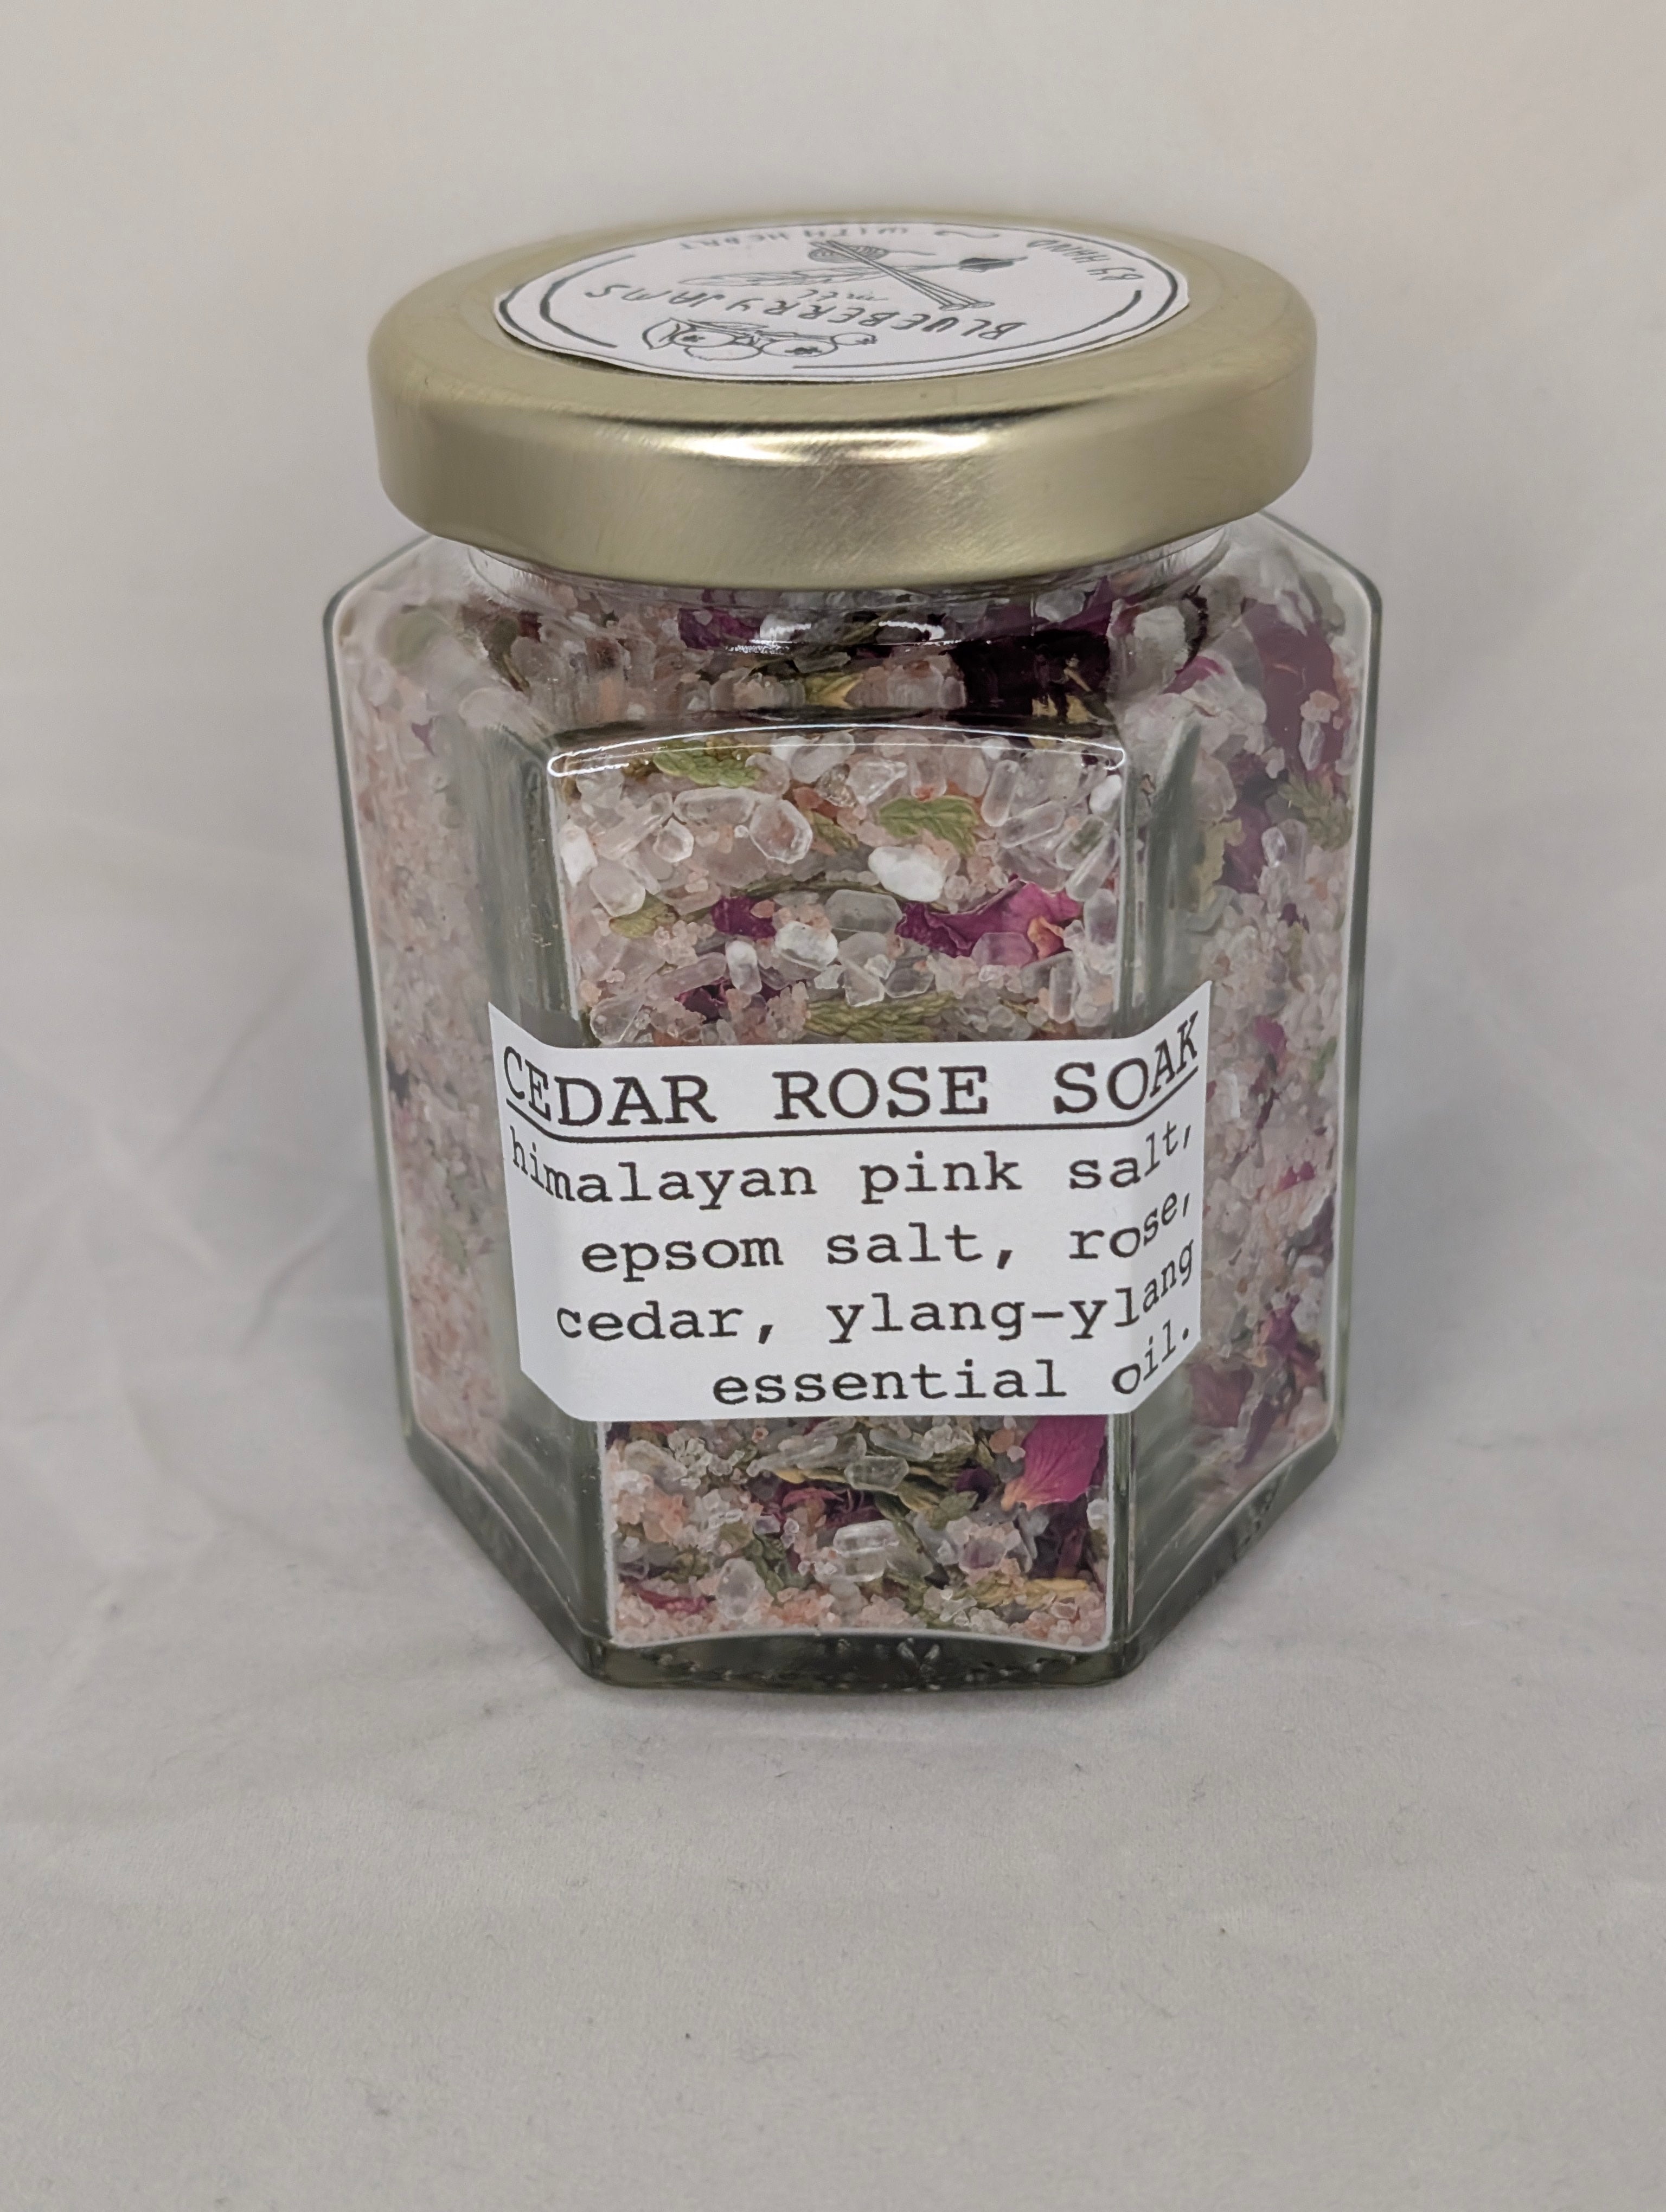 BLUEBERRYJAMS
BY HAND ~ WITH HEART
CEDAR ROSE SOAK
himalayan pink salt,
epsom salt, rose,
cedar, ylang-ylang
essential oil.